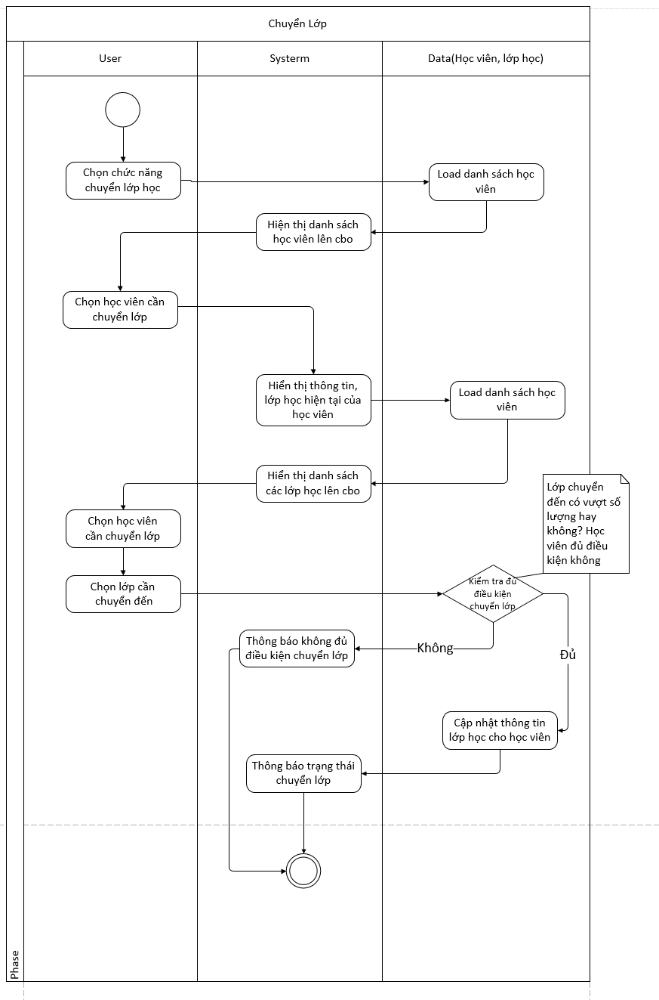 Chuyển Lớp
User
Systerm
Data(Học viên, lớp học)
Chọn chức năng
chuyển lớp học
Load danh sách học
viên
Hiện thị danh sách
học viên lên cbo
Chọn học viên cần
chuyển lớp
Hiển thị thông tin,
lớp học hiện tại của
học viên
Load danh sách học
viên
Hiển thị danh sách
các lớp học lên cbo
Lớp chuyển
đến có vượt số
lượng hay
không? Học
viên đủ điều
kiện không
Chọn học viên
cần chuyển lớp
Chọn lớp cần
chuyển đến
Kiểm tra đủ
điều kiện
chuyển lớp
Thông báo không đủ
điều kiện chuyển lớp
Không
Đủ
Cập nhật thông tin
lớp học cho học viên
Thông báo trạng thái
chuyển lớp
Phase